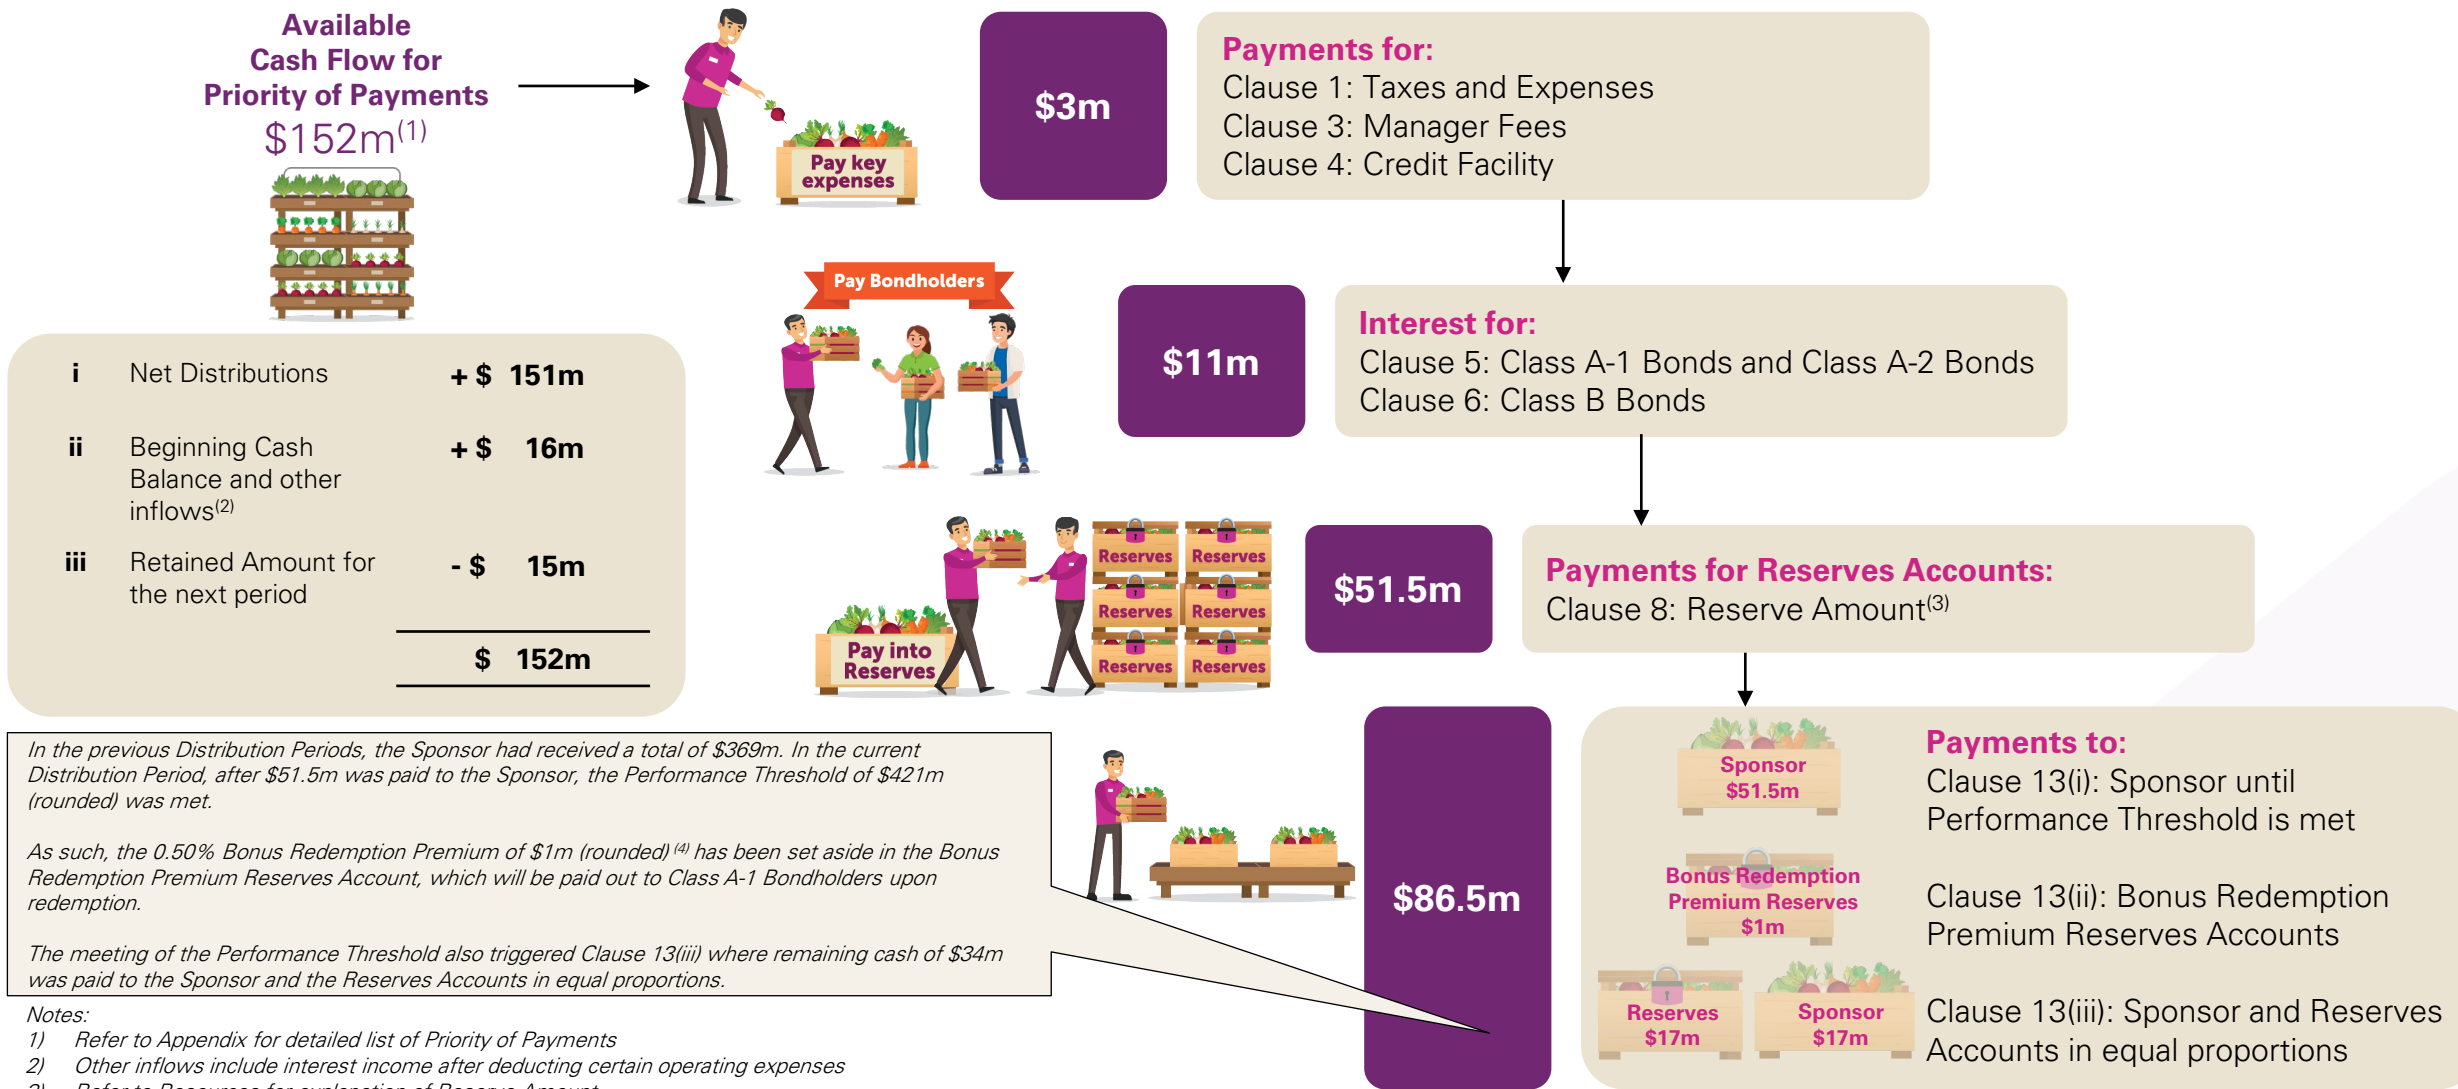 Available
Cash Flow for
Priority of Payments
$152m(1)
Pay key
expenses
$3m
Payments for:
Clause 1: Taxes and Expenses
Clause 3: Manager Fees
Clause 4: Credit Facility
Pay Bondholders
$11m
Interest for:
Clause 5: Class A-1 Bonds and Class A-2 Bonds
Clause 6: Class B Bonds
i Net Distributions + $ 151m
ii Beginning Cash + $ 16m
Balance and other
inflows(2)
iii Retained Amount for - $ 15m
the next period
$ 152m
Pay into
Reserves
Reserves Reserves
Reserves Reserves
Reserves Reserves
$51.5m
Payments for Reserves Accounts:
Clause 8: Reserve Amount(3)
In the previous Distribution Periods, the Sponsor had received a total of $369m. In the current
Distribution Period, after $51.5m was paid to the Sponsor, the Performance Threshold of $421m
(rounded) was met.
As such, the 0.50% Bonus Redemption Premium of $1m (rounded) (4) has been set aside in the Bonus
Redemption Premium Reserves Account, which will be paid out to Class A-1 Bondholders upon
redemption.
The meeting of the Performance Threshold also triggered Clause 13(iii) where remaining cash of $34m
was paid to the Sponsor and the Reserves Accounts in equal proportions.
$86.5m
Sponsor
$51.5m
Bonus Redemption
Premium Reserves
$1m
Reserves
$17m
Sponsor
$17m
Payments to:
Clause 13(i): Sponsor until
Performance Threshold is met
Clause 13(ii): Bonus Redemption
Premium Reserves Accounts
Clause 13(iii): Sponsor and Reserves
Accounts in equal proportions
Notes:
1) Refer to Appendix for detailed list of Priority of Payments
2) Other inflows include interest income after deducting certain operating expenses
3) Refer to Resources for explanation of Reserve Amount